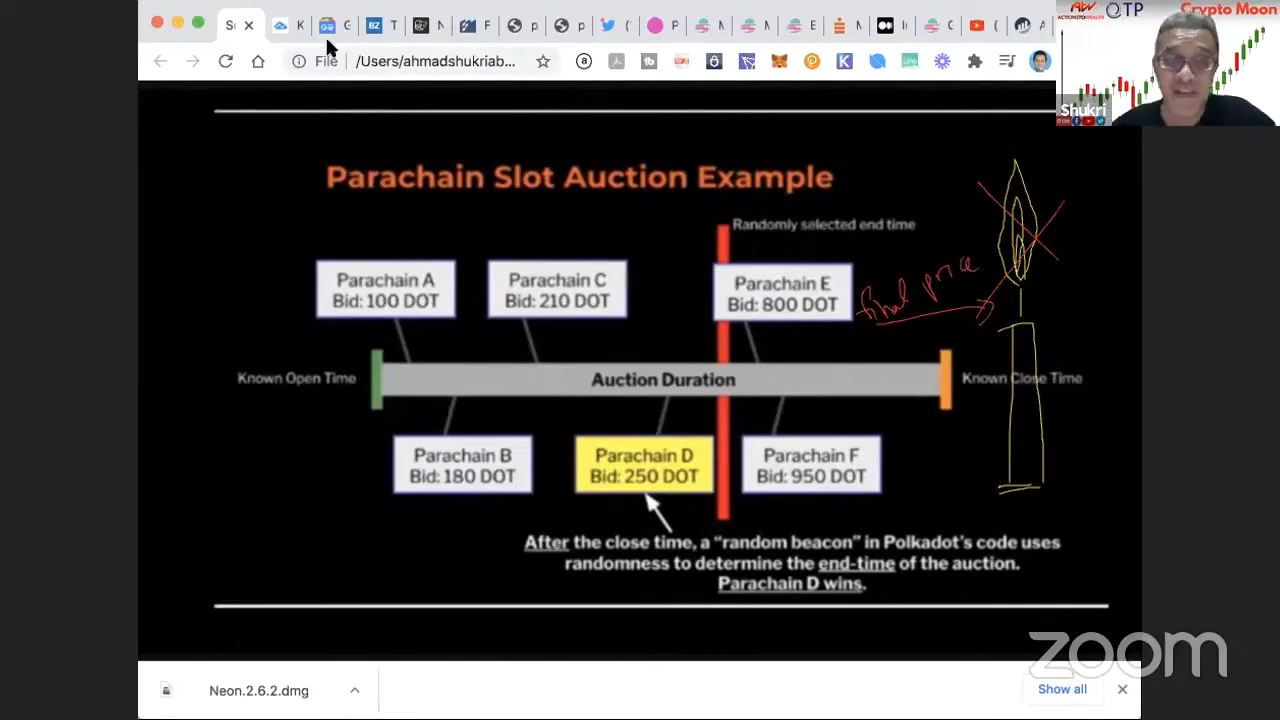 ACTIONSTOWEALTH
OTP
Crypto Moon
File
/Users/ahmadshukriab...
Shukri
Parachain Slot Auction Example
Randomly selected end time
Parachain A
Bid: 100 DOT
Parachain C
Bid: 210 DOT
Parachain E
Bid: 800 DOT
final price
Known Open Time
Auction Duration
Known Close Time
Parachain B
Bid: 180 DOT
Parachain D
Bid: 250 DOT
Parachain F
Bid: 950 DOT
After the close time, a “random beacon” in Polkadot's code uses
randomness to determine the end-time of the auction.
Parachain D wins.
zoom
Neon.2.6.2.dmg
Show all